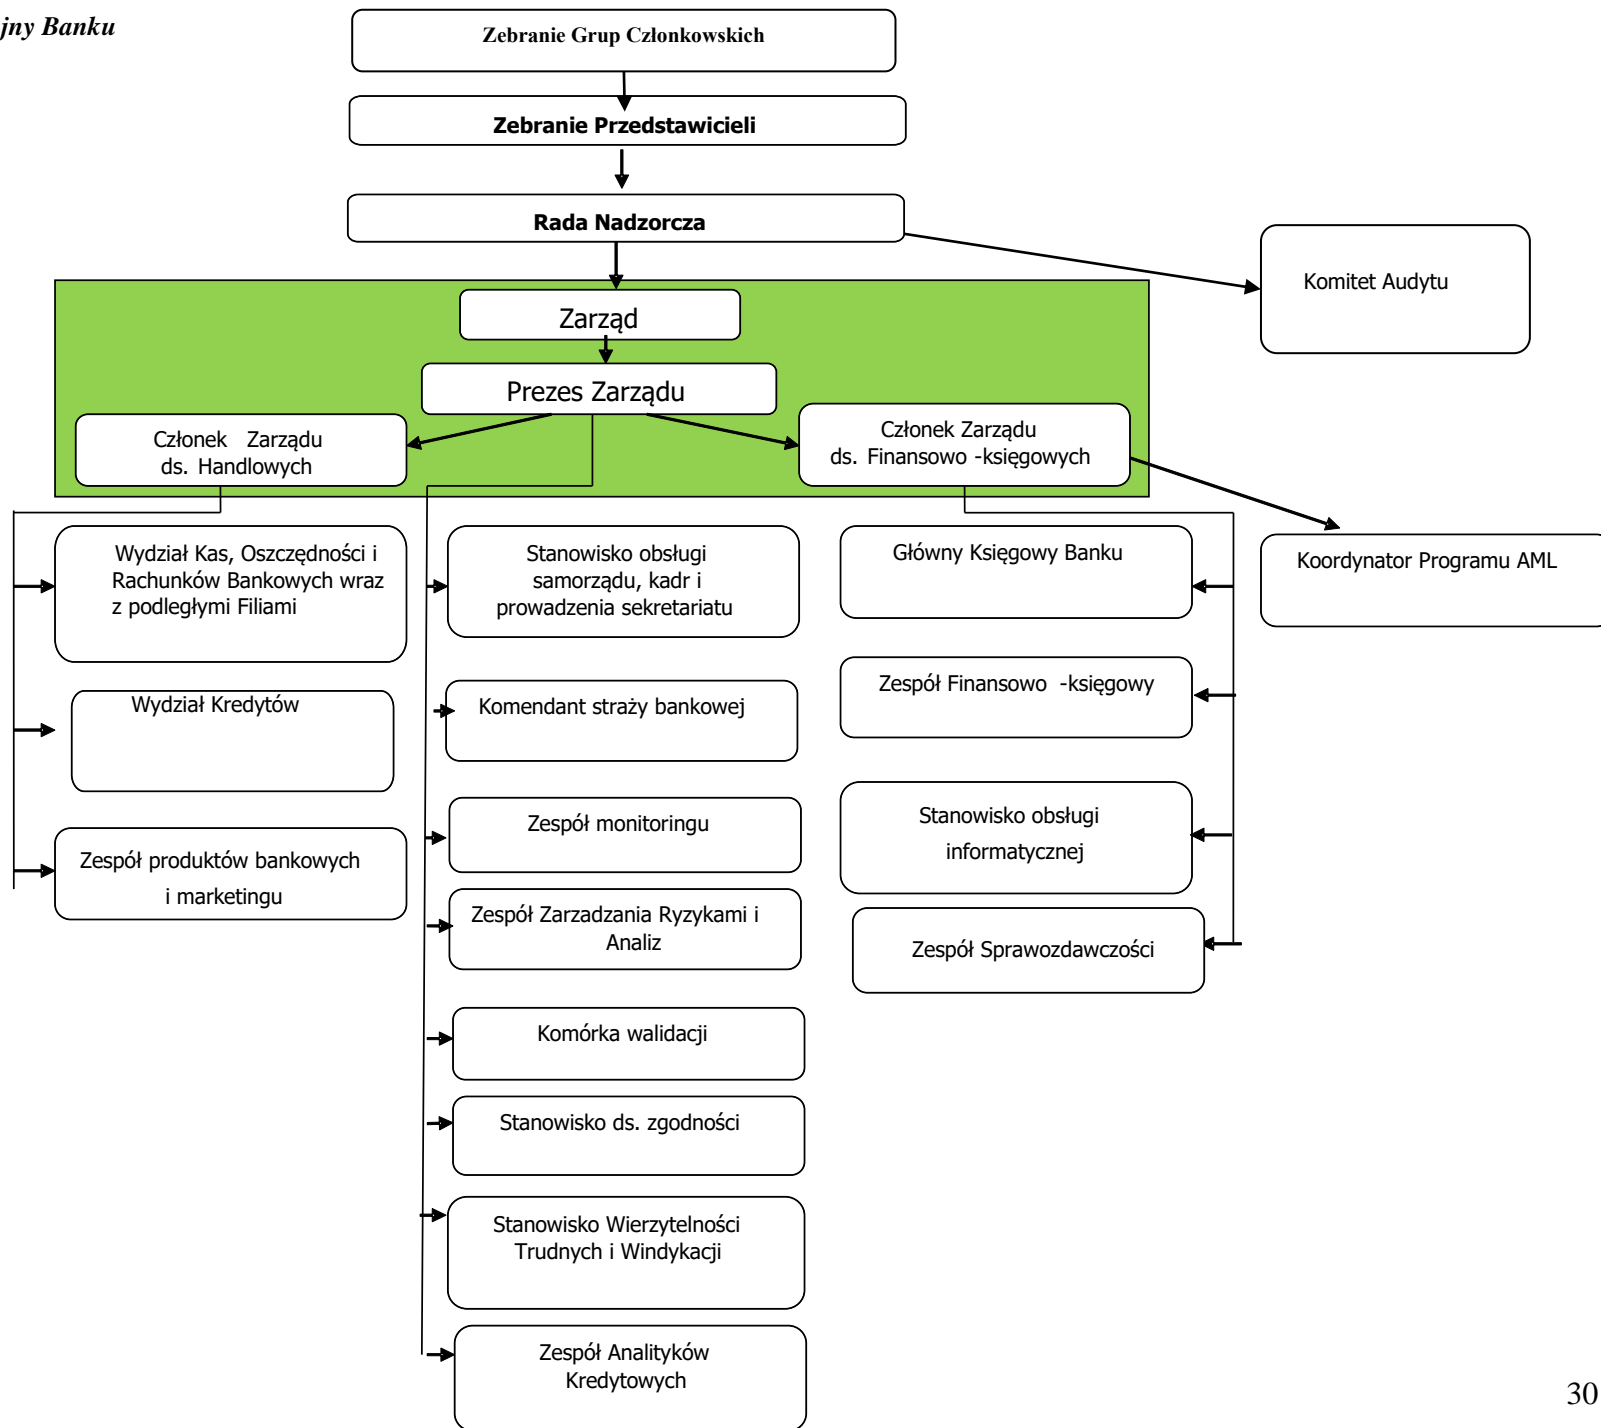 jny Banku
Zebranie Grup Członkowskich
Zebranie Przedstawicieli
Rada Nadzorcza
Komitet Audytu
Zarząd
Prezes Zarządu
Członek Zarządu
ds. Handlowych
Członek Zarządu
ds. Finansowo -księgowych
Wydział Kas, Oszczędności i
Rachunków Bankowych wraz
z podległymi Filiami
Wydział Kredytów
Zespół produktów bankowych
i marketingu
Stanowisko obsługi
samorządu, kadr i
prowadzenia sekretariatu
Komendant straży bankowej
Zespół monitoringu
Zespół Zarzadzania Ryzykami i
Analiz
Komórka walidacji
Stanowisko ds. zgodności
Stanowisko Wierzytelności
Trudnych i Windykacji
Zespół Analityków
Kredytowych
Główny Księgowy Banku
Zespół Finansowo -księgowy
Stanowisko obsługi
informatycznej
Zespół Sprawozdawczości
Koordynator Programu AML
30